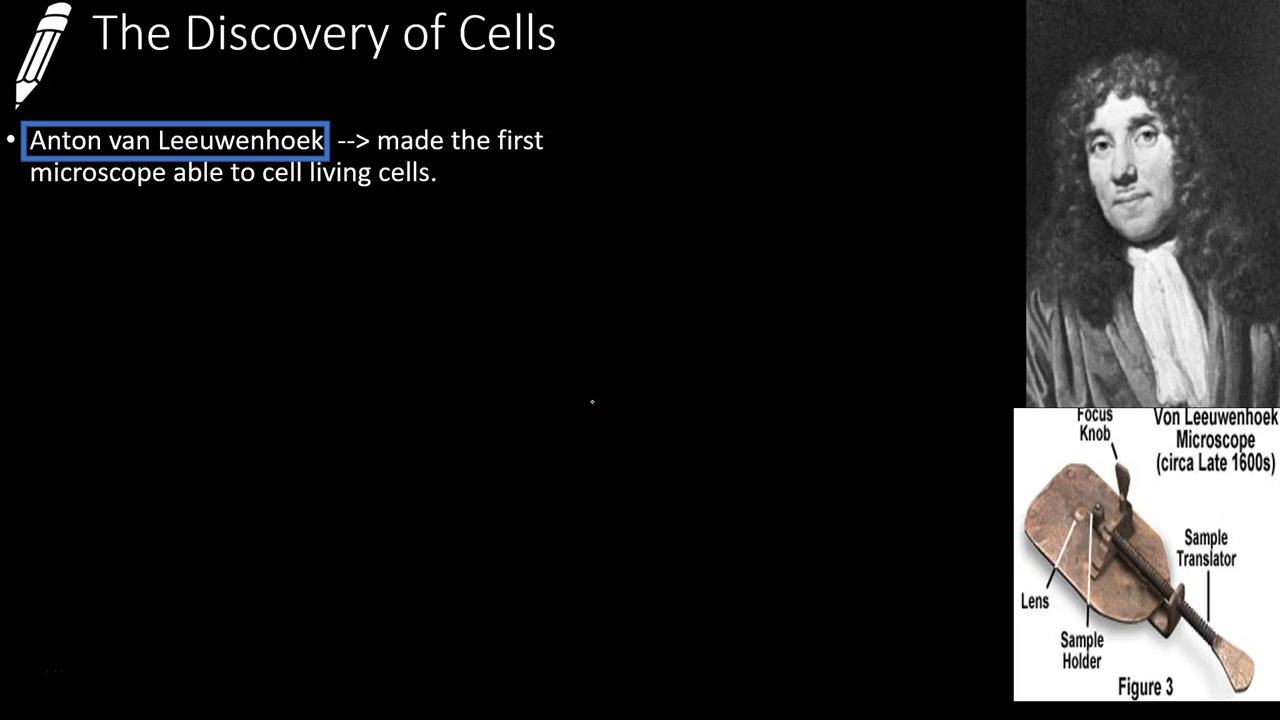 The Discovery of Cells
• Anton van Leeuwenhoek --> made the first
microscope able to cell living cells.
Focus
Knob
Von Leeuwenhoek
Microscope
(circa Late 1600s)
Sample
Translator
Lens
Sample
Holder
Figure 3